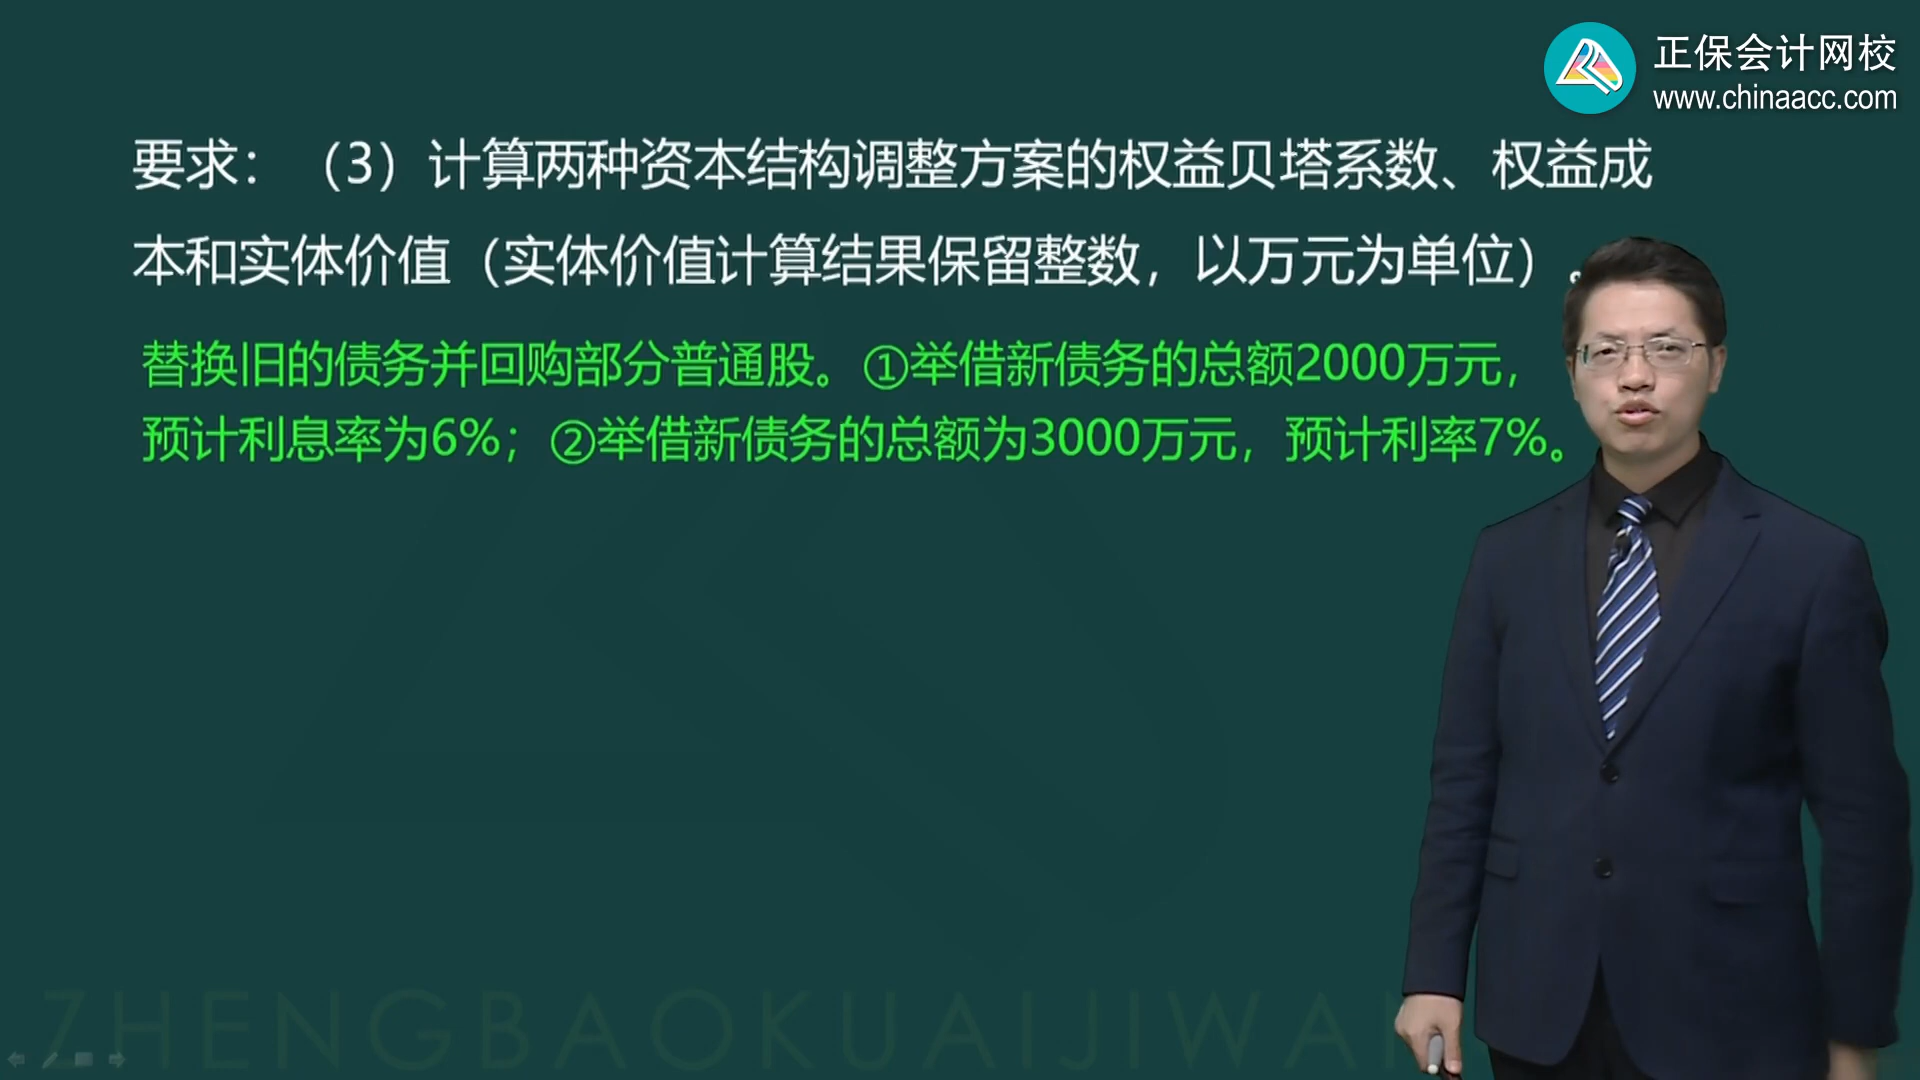 正保会计网校
www.chinaacc.com
要求：（3）计算两种资本结构调整方案的权益贝塔系数、权益成
本和实体价值（实体价值计算结果保留整数，以万元为单位）。
替换旧的债务并回购部分普通股。①举借新债务的总额2000万元，
预计利息率为6%；②举借新债务的总额为3000万元，预计利率7%。
ZHENGBAOKUAIJIWAN